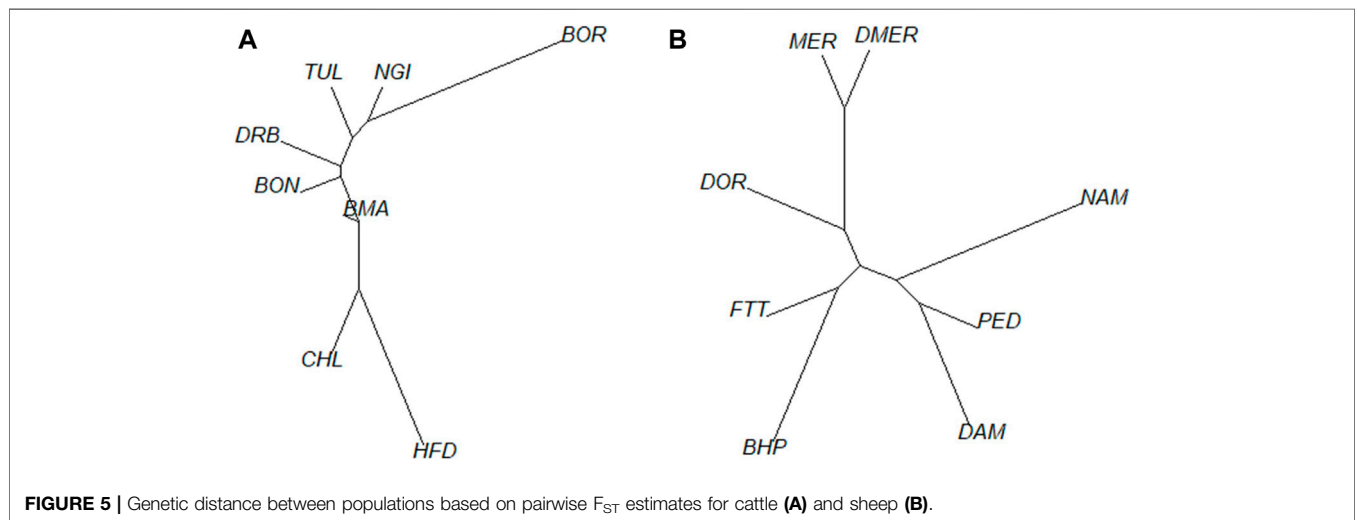 A
BOR
TUL NGI
DRB
BON
BMA
CHL
HFD
B
MER DMER
DOR
NAM
FTT
PED
BHP
DAM
FIGURE 5 | Genetic distance between populations based on pairwise FST estimates for cattle (A) and sheep (B).